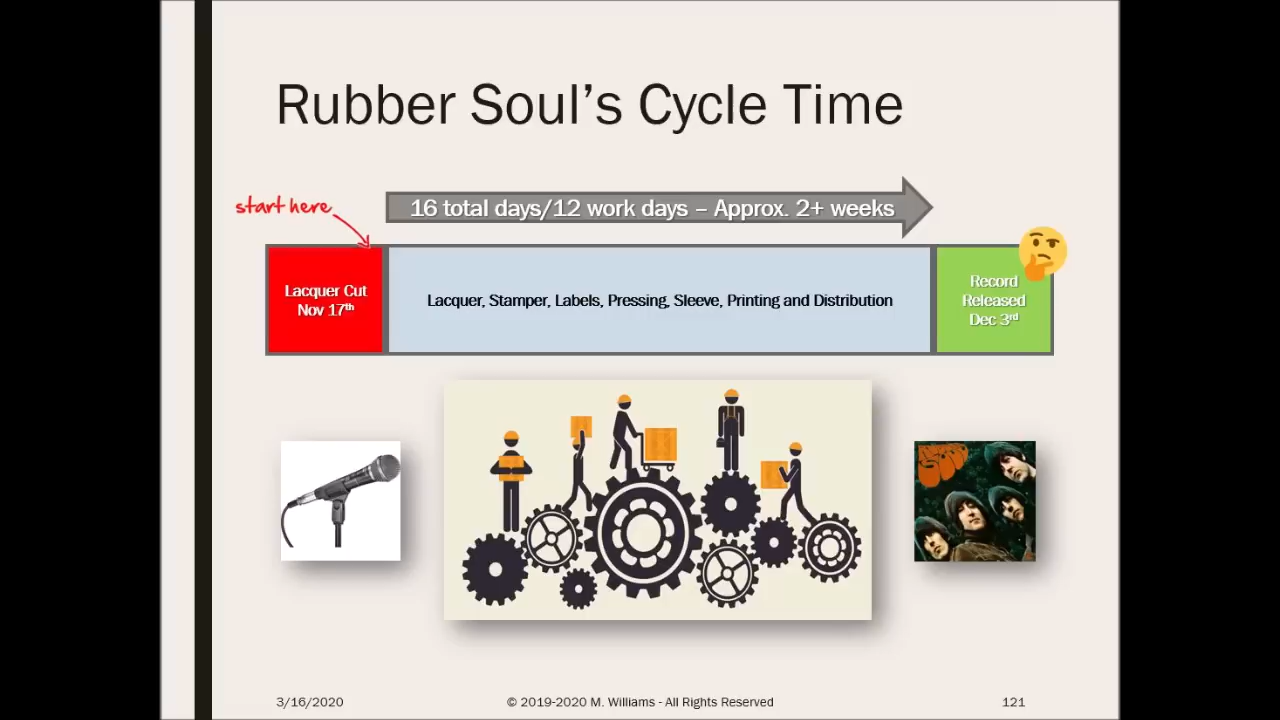 Rubber Soul's Cycle Time
start here
16 total days/12 work days – Approx. 2+ weeks
Lacquer Cut
Nov 17th
Lacquer, Stamper, Labels, Pressing, Sleeve, Printing and Distribution
Record
Released
Dec 3rd
SOUL
3/16/2020
© 2019-2020 M. Williams - All Rights Reserved
121